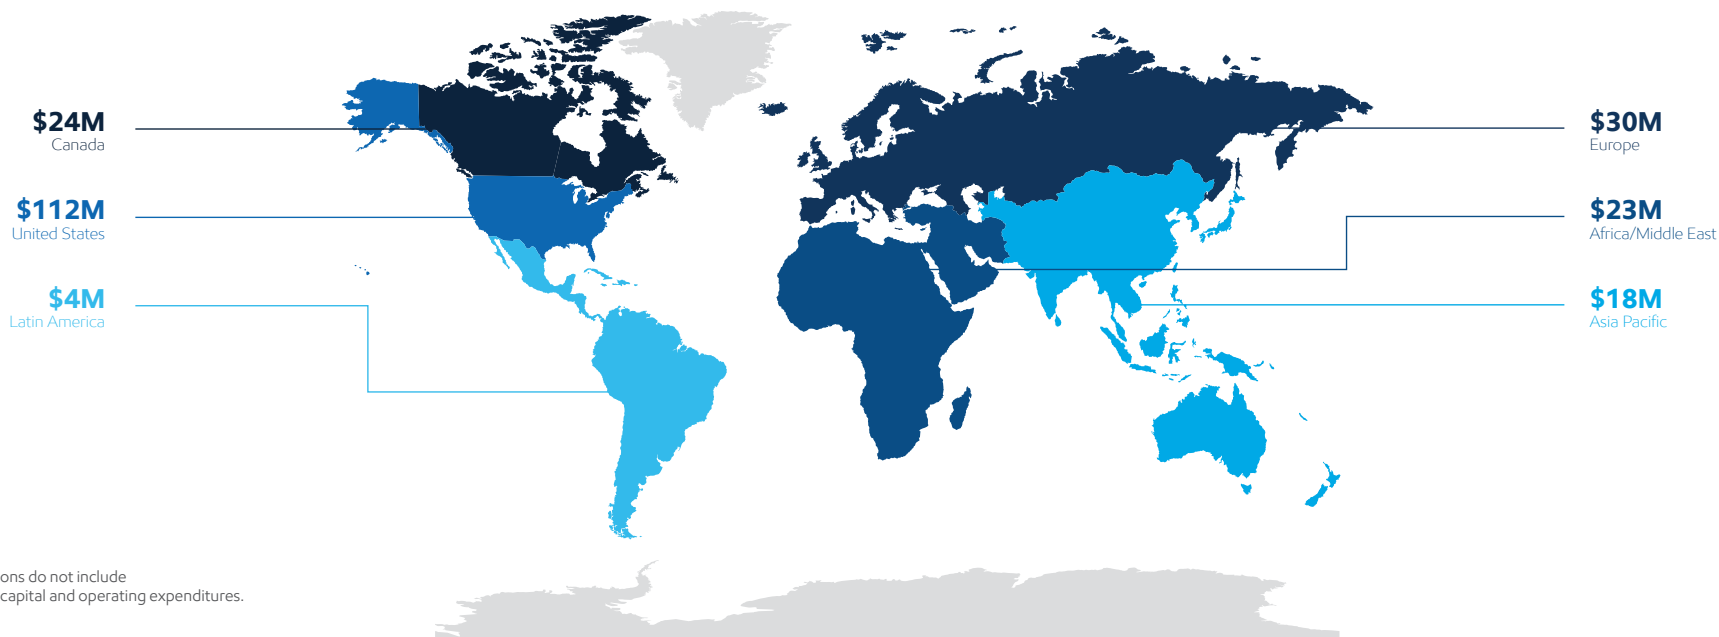 $24M
Canada
$112M
United States
$4M
Latin America
$30M
Europe
$23M
Africa/Middle East
$18M
Asia Pacific
ons do not include
capital and operating expenditures.